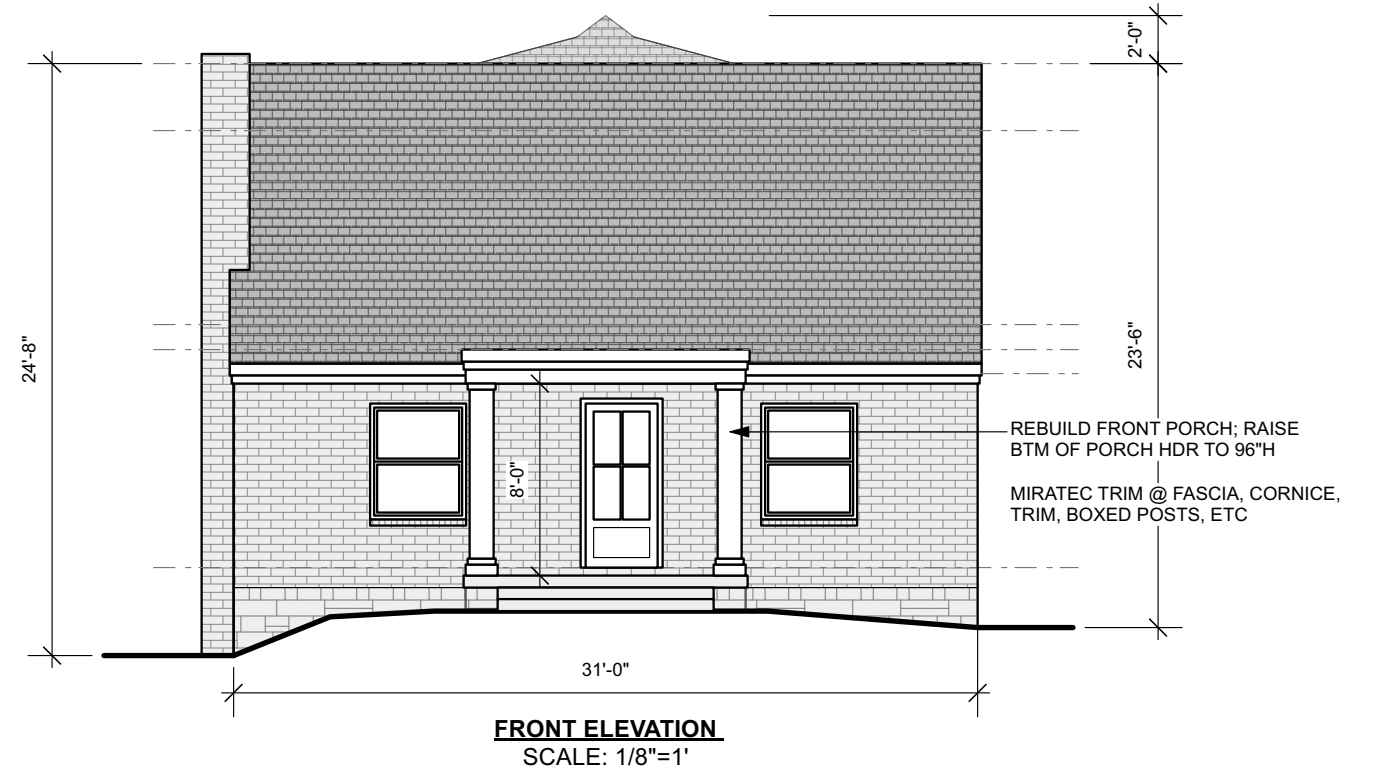 2'-0"
24'-8"
23'-6"
8'-0"
REBUILD FRONT PORCH; RAISE
BTM OF PORCH HDR TO 96"H
MIRATEC TRIM @ FASCIA, CORNICE,
TRIM, BOXED POSTS, ETC
31'-0"
FRONT ELEVATION
SCALE: 1/8"=1'